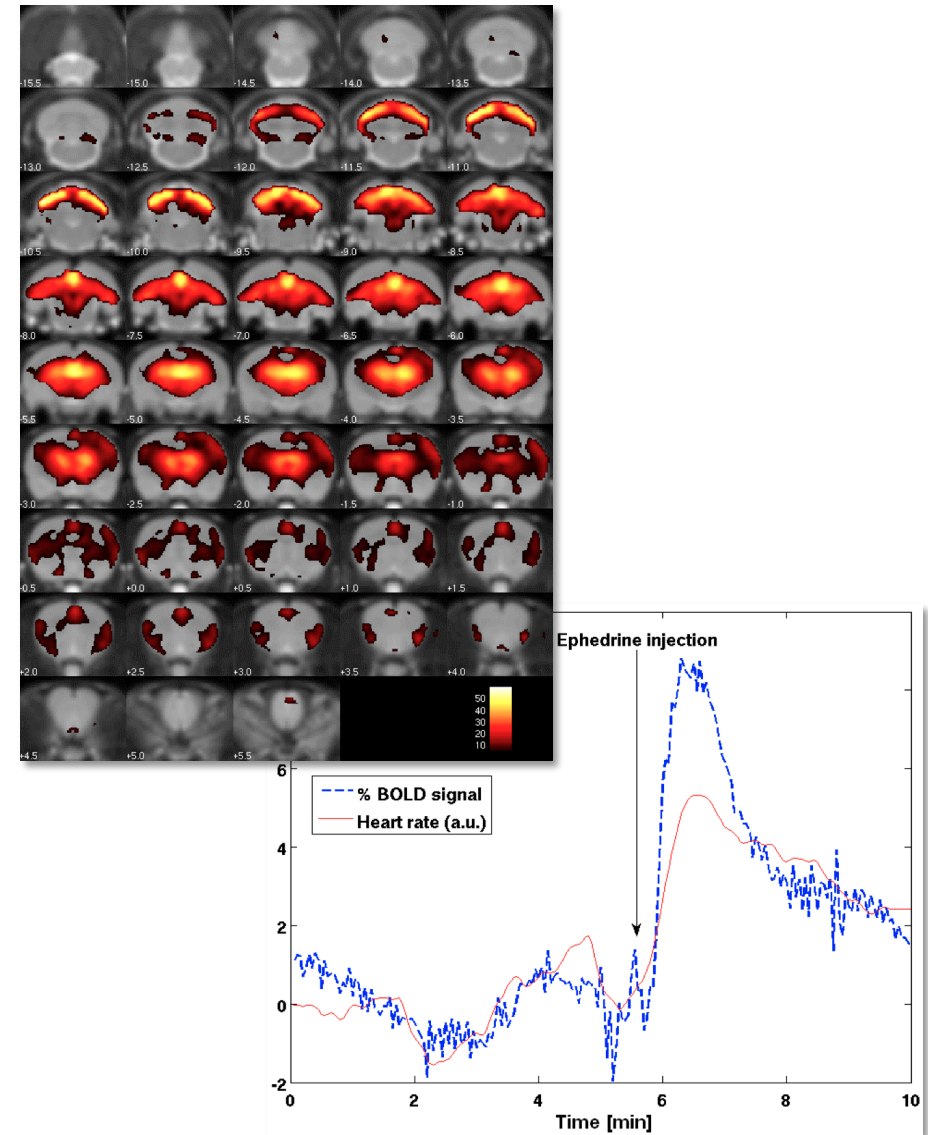 -15.5 -15.0 -14.5 -14.0 -13.5
-13.0 -12.5 -12.0 -11.5 -11.0
-10.5 -10.0 -9.5 -9.0 -8.5
-8.0 -7.5 -7.0 -6.5 -6.0
-5.5 -5.0 -4.5 -4.0 -3.5
-3.0 -2.5 -2.0 -1.5 -1.0
-0.5 +0.0 +0.5 +1.0 +1.5
+2.0 +2.5 +3.0 +3.5 +4.0
+4.5 +5.0 +5.5
50
40
30
20
10
Ephedrine injection
% BOLD signal
Heart rate (a.u.)
6
4
2
0
-2
0 2 4 6 8 10
Time [min]